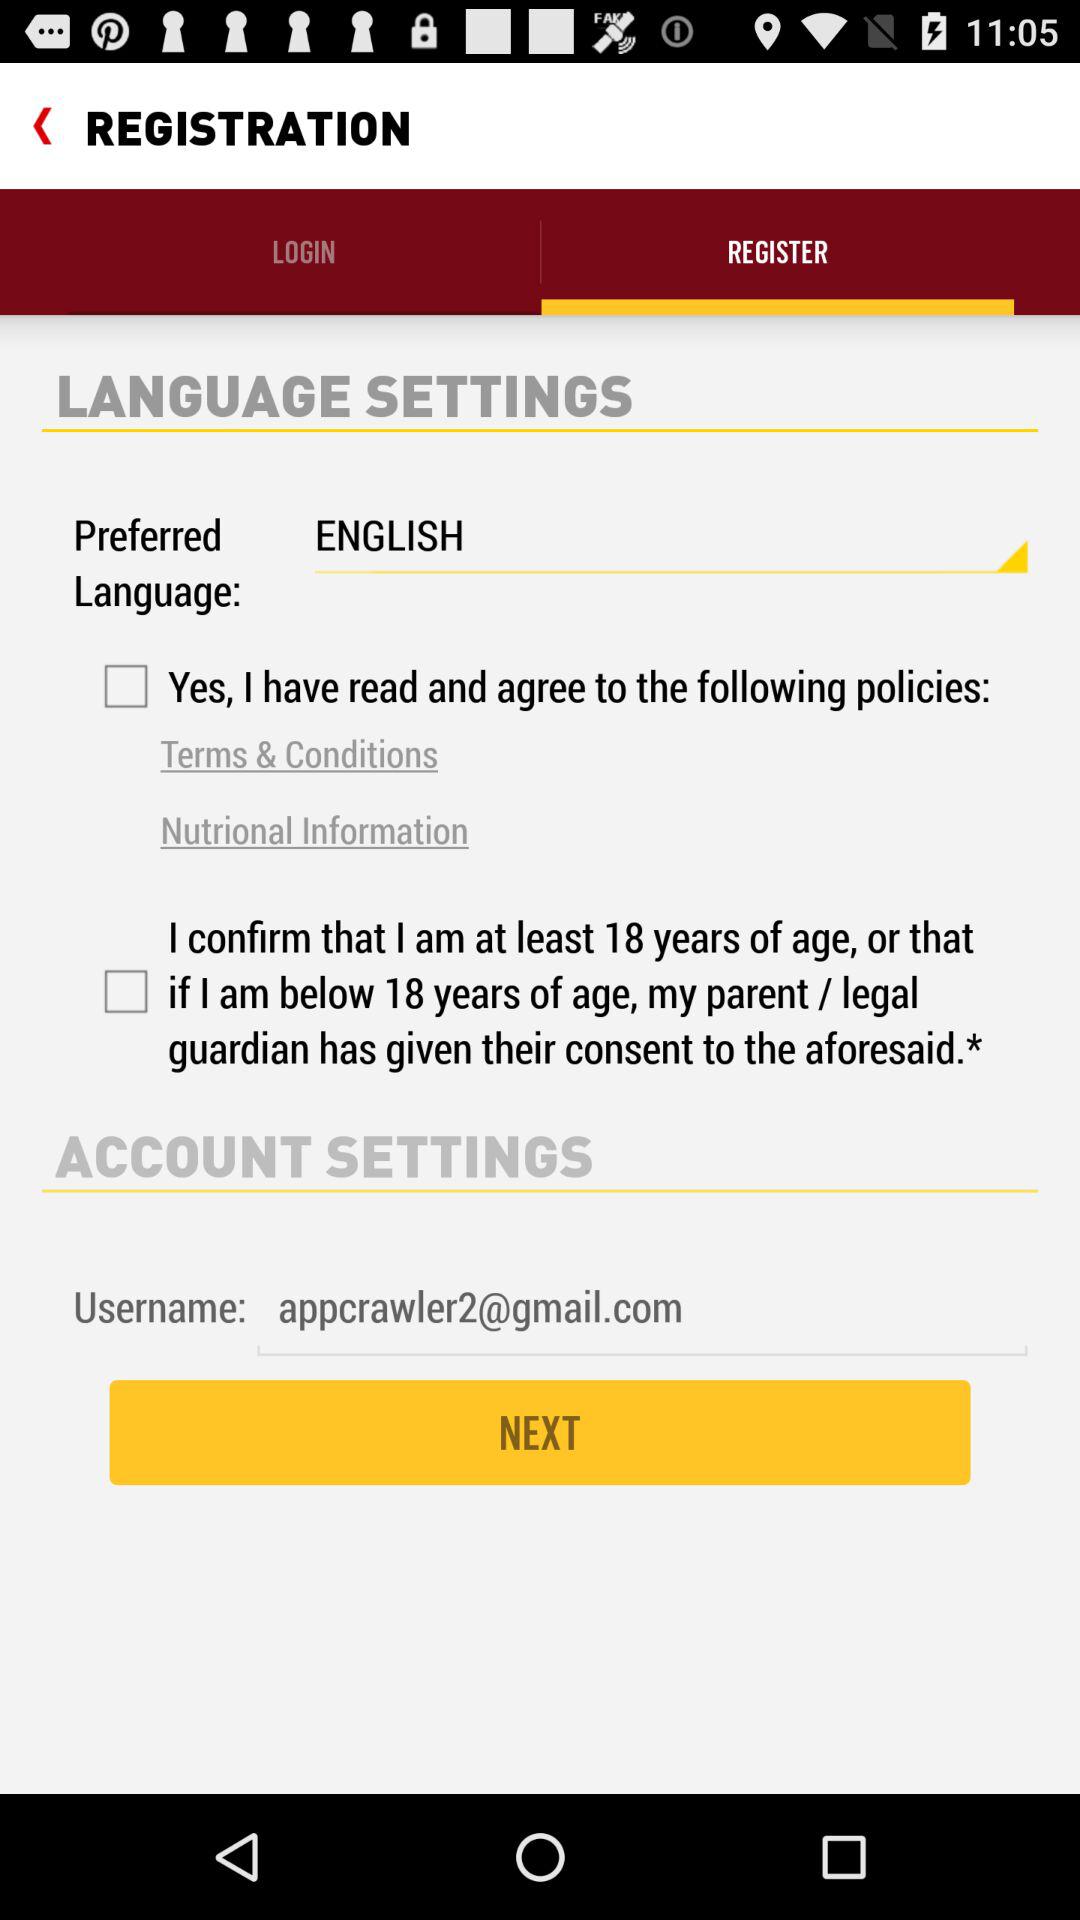 FAKE
11:05
REGISTRATION
LOGIN
REGISTER
LANGUAGE SETTINGS
Preferred ENGLISH
Language:
Yes, I have read and agree to the following policies:
Terms & Conditions
Nutrional Information
I confirm that I am at least 18 years of age, or that
if I am below 18 years of age, my parent / legal
guardian has given their consent to the aforesaid.*
ACCOUNT SETTINGS
Username: appcrawler2@gmail.com
NEXT